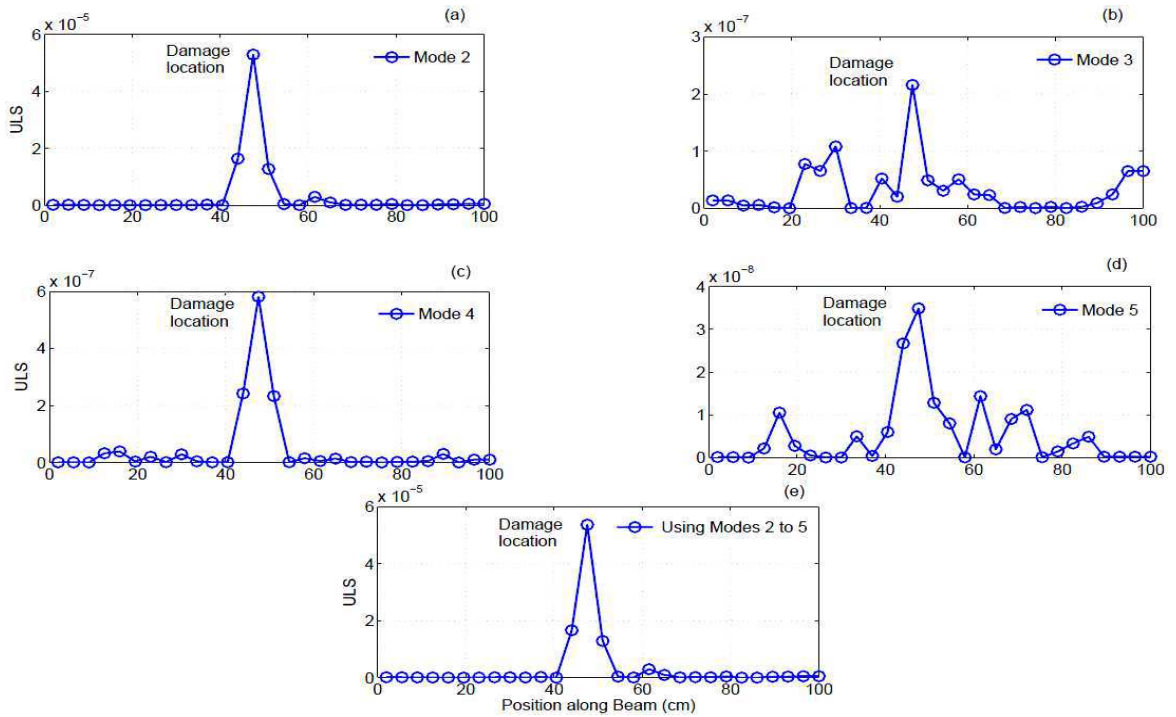 (a)
x 10⁻⁵
6
4
2
0
ULS
Damage
location
Mode 2
0 20 40 60 80 100
(b)
x 10⁻⁷
3
2
1
0
Damage
location
Mode 3
0 20 40 60 80 100
(c)
x 10⁻⁷
6
4
2
0
ULS
Damage
location
Mode 4
0 20 40 60 80 100
(d)
x 10⁻⁸
4
3
2
1
0
Damage
location
Mode 5
0 20 40 60 80 100
(e)
x 10⁻⁵
6
4
2
0
ULS
Damage
location
Using Modes 2 to 5
0 20 40 60 80 100
Position along Beam (cm)